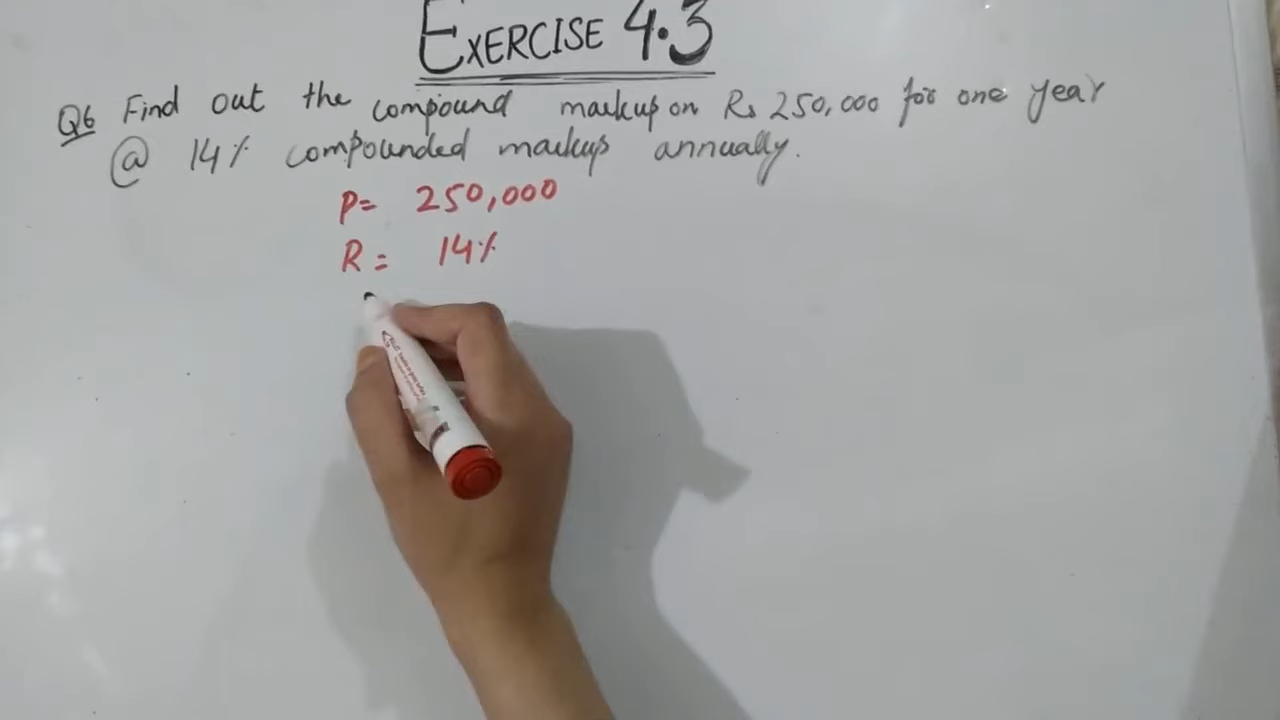 EXERCISE 4.3
Q6 Find out the compound markup on Rs 250,000 for one year
@ 14% compounded markup annually.
P= 250,000
R= 14%